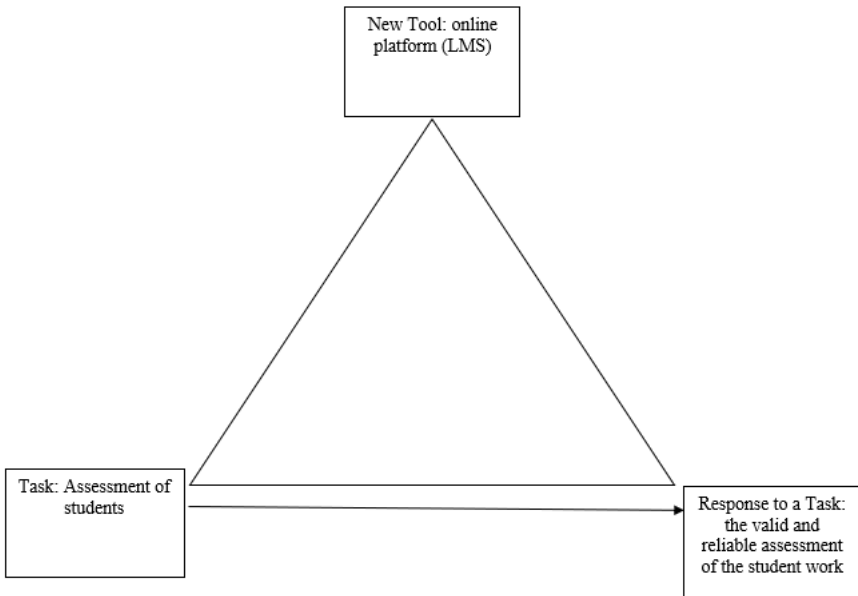 New Tool: online
platform (LMS)
Task: Assessment of
students
Response to a Task:
the valid and
reliable assessment
of the student work